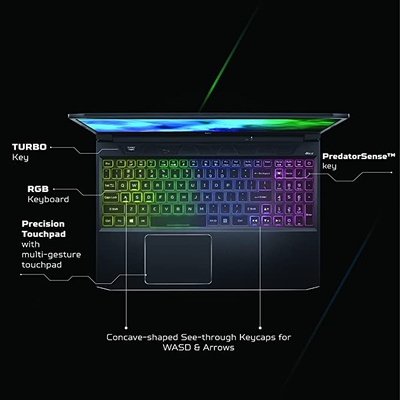 TURBO
Key
PredatorSense™
key
RGB
Keyboard
Precision
Touchpad
with
multi-gesture
touchpad
Concave-shaped See-through Keycaps for
WASD & Arrows